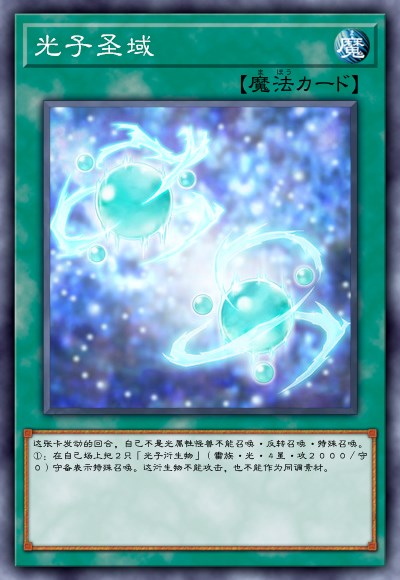 光子圣域
魔
【魔法カード】
这张卡发动的回合，自己不是光属性怪兽不能召唤·反转召唤·特殊召唤。
①：在自己场上把２只「光子衍生物」（雷族·光·４星·攻２０００／守
０）守备表示特殊召唤。这衍生物不能攻击，也不能作为同调素材。